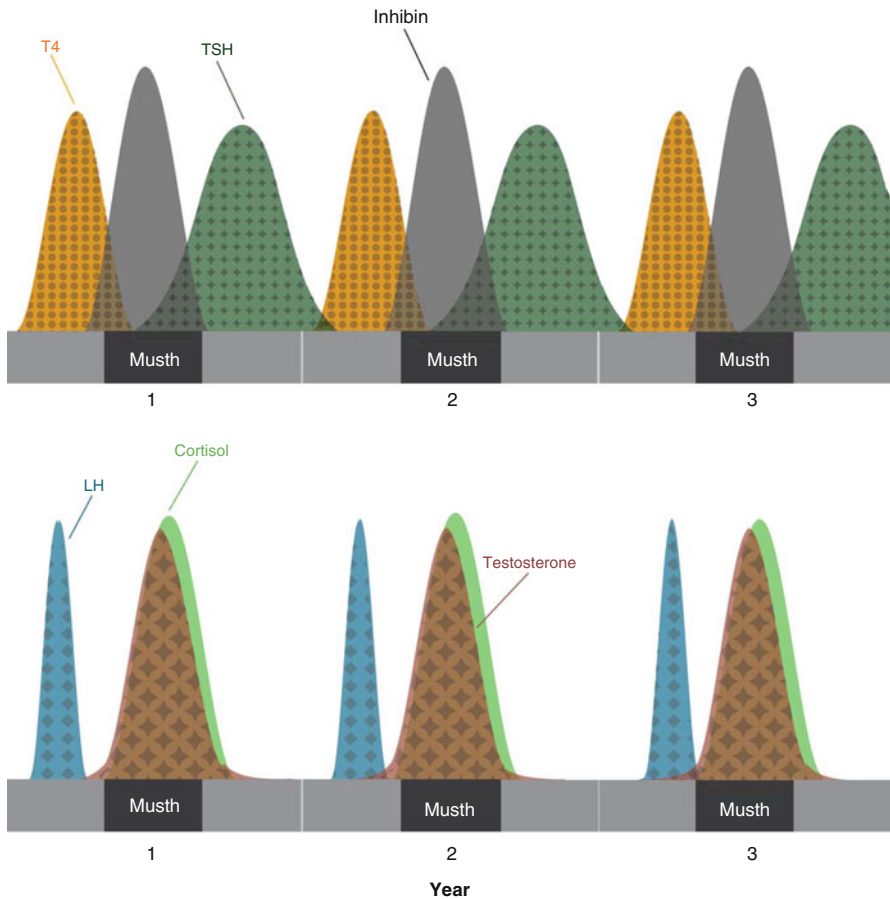 Inhibin
T4
TSH
Musth Musth Musth
1 2 3
Cortisol
LH
Testosterone
Musth Musth Musth
1 2 3
Year